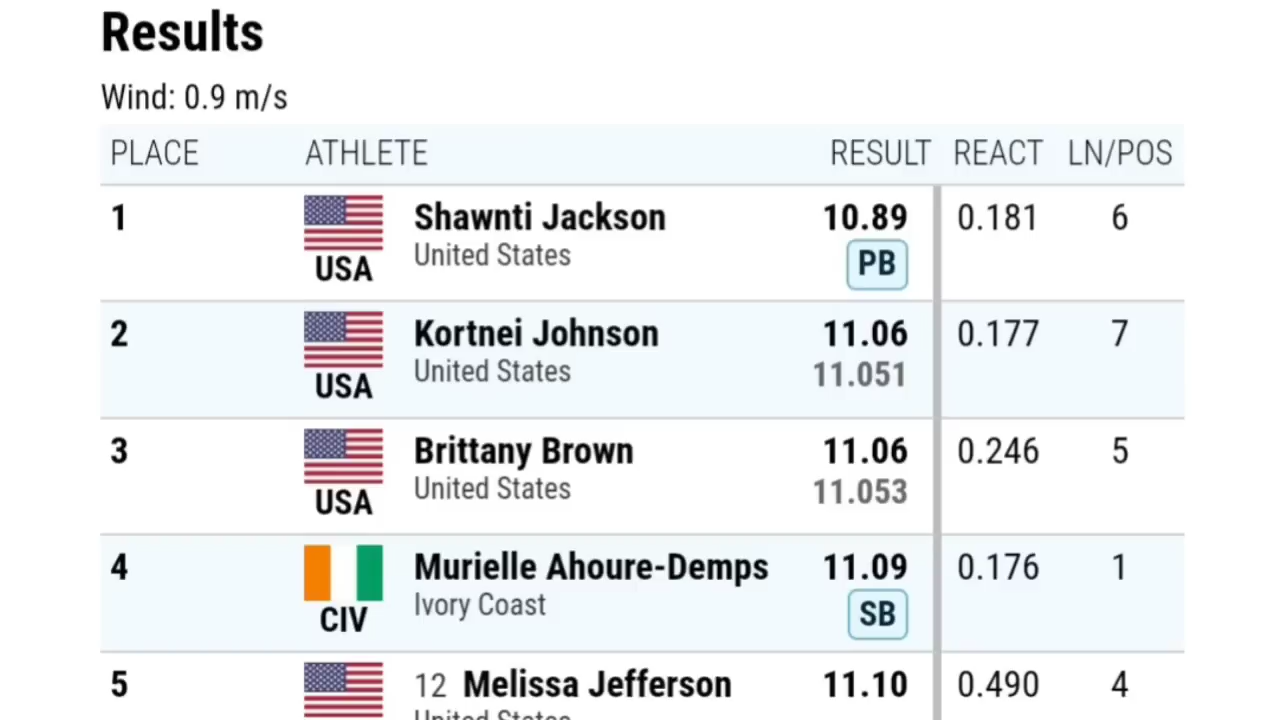 Results
Wind: 0.9 m/s
PLACE ATHLETE RESULT REACT LN/POS
1 Shawnti Jackson 10.89 0.181 6
USA United States PB
2 Kortnei Johnson 11.06 0.177 7
USA United States 11.051
3 Brittany Brown 11.06 0.246 5
USA United States 11.053
4 Murielle Ahoure-Demps 11.09 0.176 1
CIV Ivory Coast SB
5 12 Melissa Jefferson 11.10 0.490 4
United States